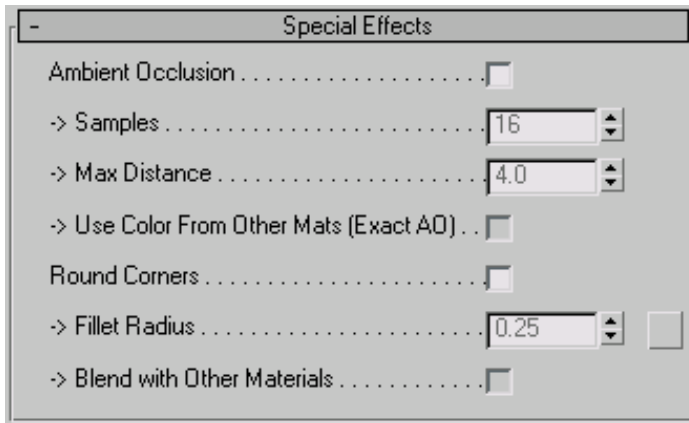 - Special Effects
Ambient Occlusion . . . . . . . . . . . . . . . . . . . . .
-> Samples . . . . . . . . . . . . . . . . . . . . . . . . . . . 16
-> Max Distance . . . . . . . . . . . . . . . . . . . . . . . 4.0
-> Use Color From Other Mats (Exact AO) . .
Round Corners . . . . . . . . . . . . . . . . . . . . . . . .
-> Fillet Radius . . . . . . . . . . . . . . . . . . . . . . . . 0.25
-> Blend with Other Materials . . . . . . . . . . . .